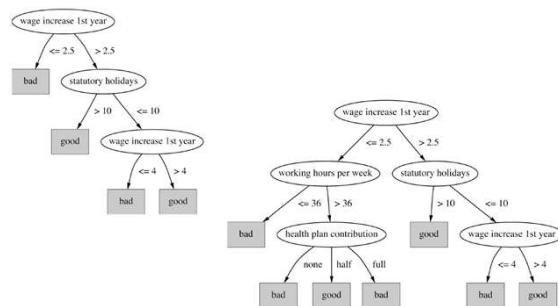 wage increase 1st year
<= 2.5
> 2.5
bad
statutory holidays
> 10
<= 10
good
wage increase 1st year
<= 4
> 4
bad
good
wage increase 1st year
<= 2.5
> 2.5
working hours per week
statutory holidays
<= 36
> 36
> 10
<= 10
bad
health plan contribution
good
wage increase 1st year
none
half
full
<= 4
> 4
bad
good
bad
bad
good